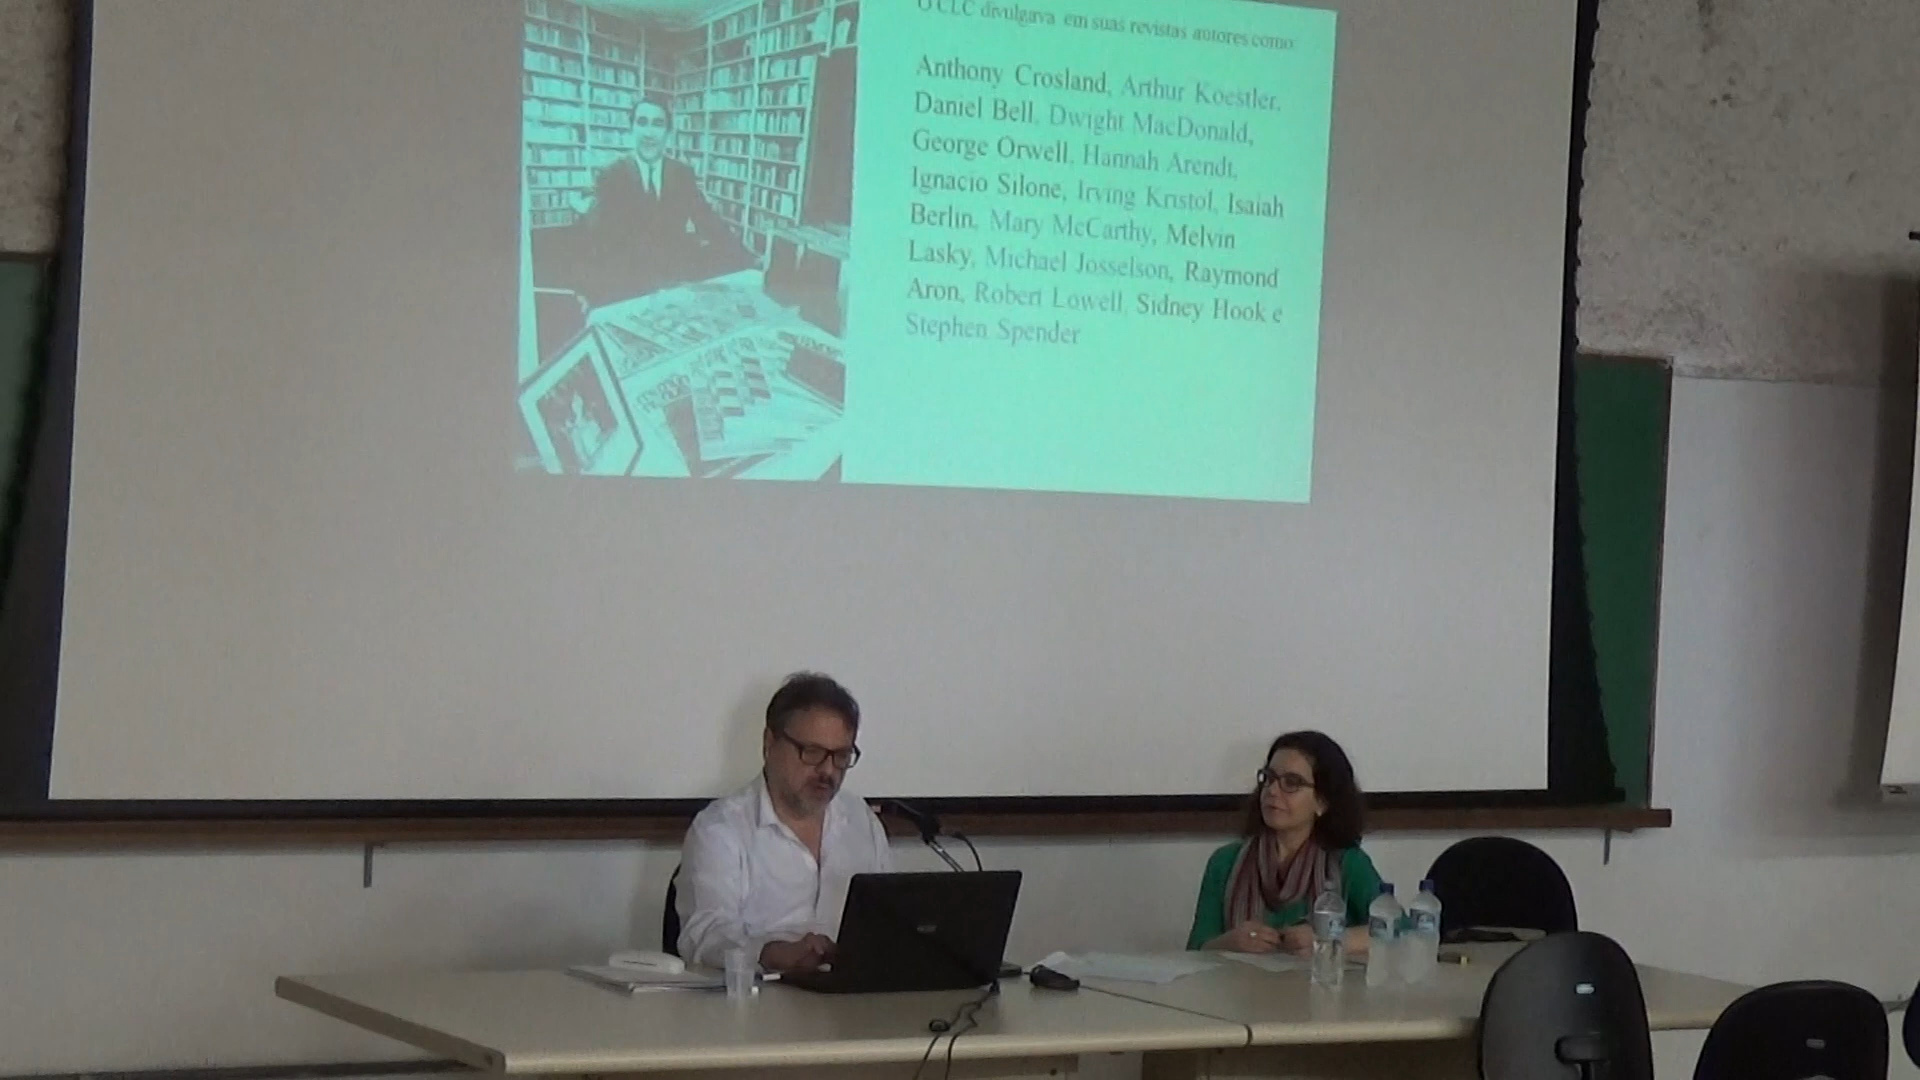 O CLC divulgava em suas revistas autores como:
Anthony Crosland, Arthur Koestler,
Daniel Bell, Dwight MacDonald,
George Orwell, Hannah Arendt,
Ignacio Silone, Irving Kristol, Isaiah
Berlin, Mary McCarthy, Melvin
Lasky, Michael Josselson, Raymond
Aron, Robert Lowell, Sidney Hook e
Stephen Spender